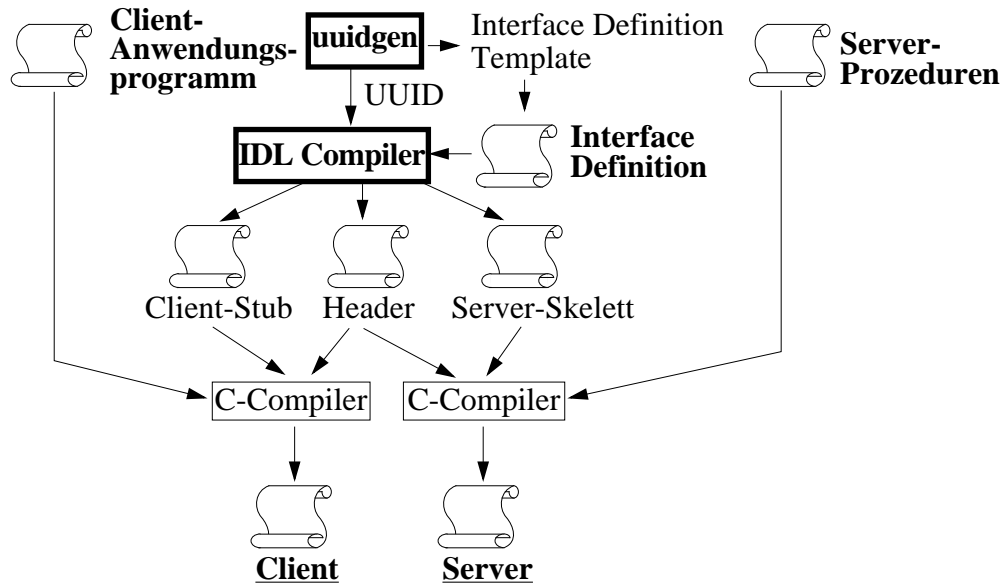 Client-
Anwendungs-
programm
uuidgen
Interface Definition
Template
Server-
Prozeduren
UUID
IDL Compiler
Interface
Definition
Client-Stub
Header
Server-Skelett
C-Compiler
C-Compiler
Client
Server